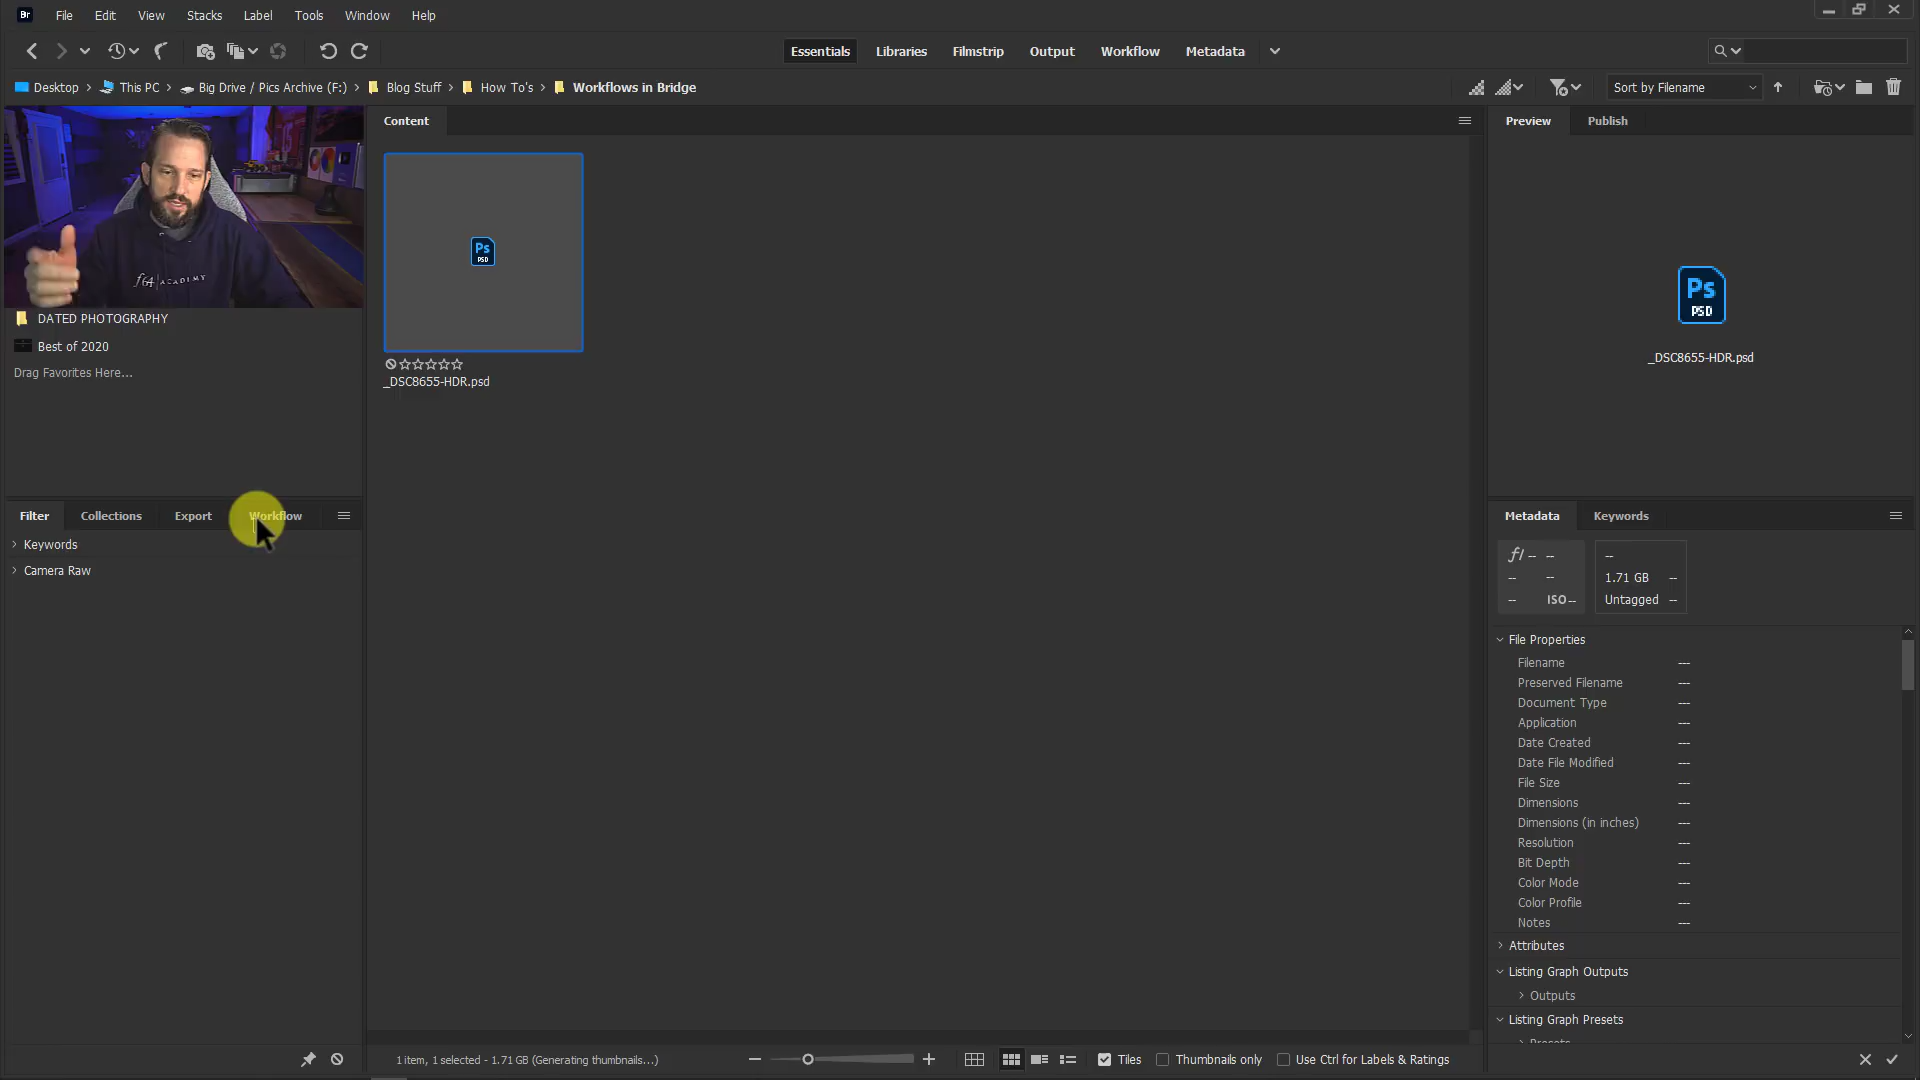 Br File Edit View Stacks Label Tools Window Help
Essentials Libraries Filmstrip Output Workflow Metadata
Desktop This PC Big Drive / Pics Archive (F:) Blog Stuff How To's Workflows in Bridge Sort by Filename
Content
Preview Publish
Ps
PSD
_DSC8655-HDR.psd
Ps
PSD
_DSC8655-HDR.psd
f64 ACADEMY
DATED PHOTOGRAPHY
Best of 2020
Drag Favorites Here...
Filter Collections Export Workflow
Keywords
Camera Raw
Metadata Keywords
f/ -- --
-- --
-- ISO --
--
1.71 GB --
Untagged --
File Properties
Filename ---
Preserved Filename ---
Document Type ---
Application ---
Date Created ---
Date File Modified ---
File Size ---
Dimensions ---
Dimensions (in inches) ---
Resolution ---
Bit Depth ---
Color Mode ---
Color Profile ---
Notes ---
Attributes
Listing Graph Outputs
Outputs
Listing Graph Presets
Presets
1 item, 1 selected - 1.71 GB (Generating thumbnails...) Tiles Thumbnails only Use Ctrl for Labels & Ratings